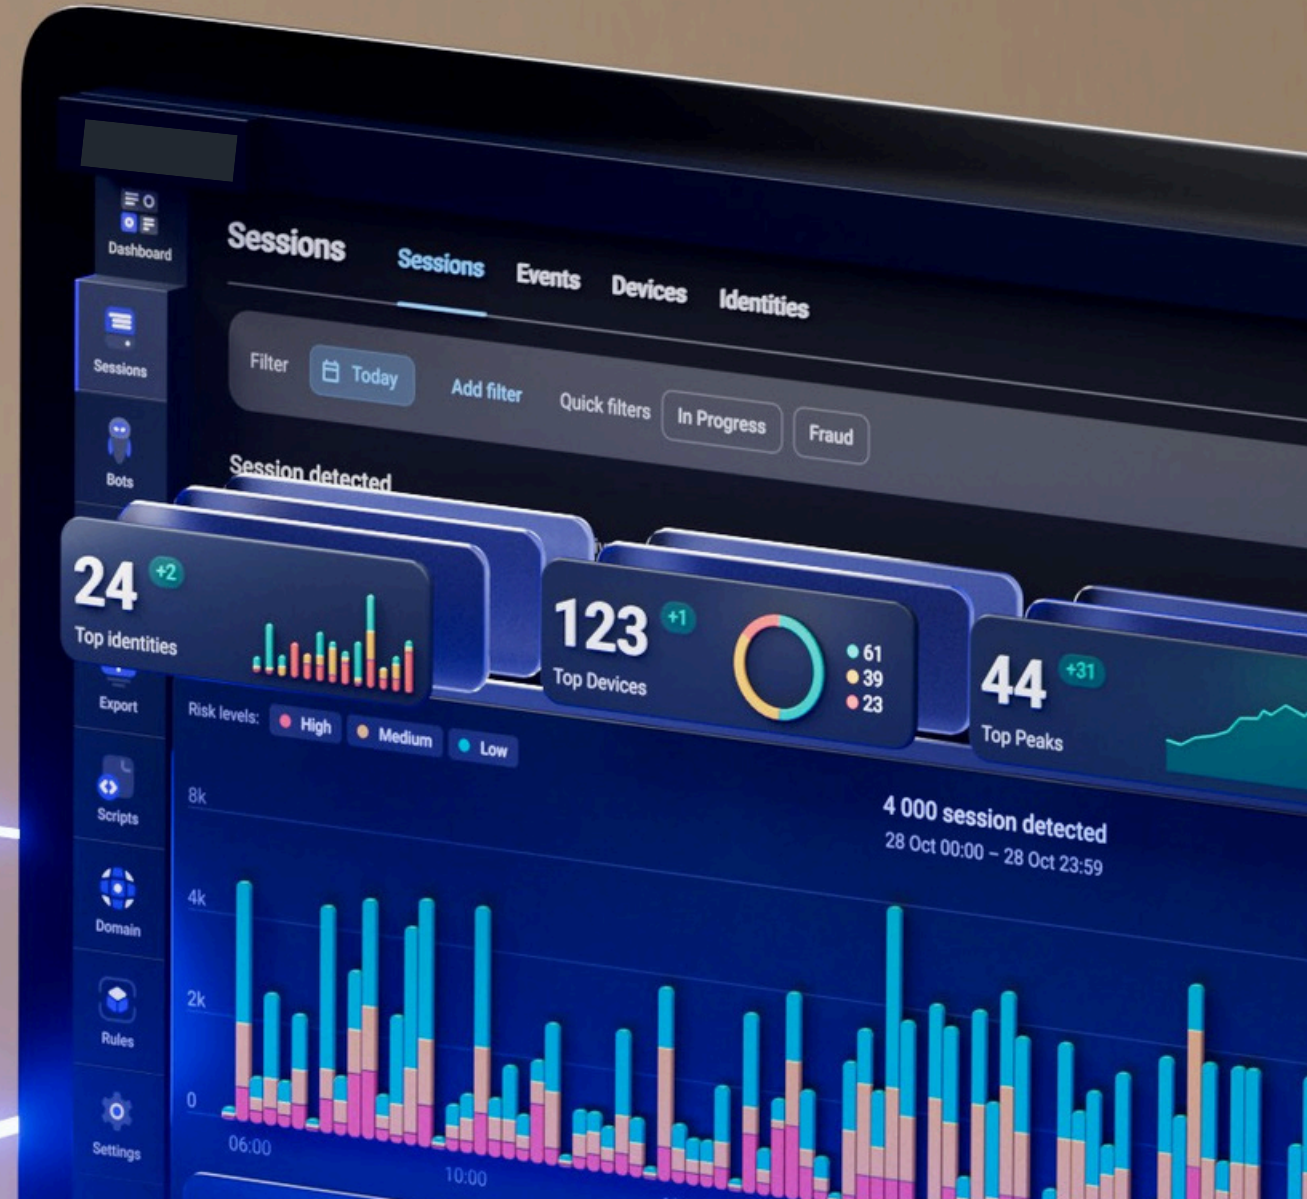 Dashboard
Sessions
Sessions
Events
Devices
Identities
Sessions
Filter
Today
Add filter
Quick filters
In Progress
Fraud
Bots
Session detected
24
+2
Top identities
123
+1
Top Devices
61
39
23
44
+31
Top Peaks
Export
Risk levels:
High
Medium
Low
Scripts
8k
4 000 session detected
28 Oct 00:00 – 28 Oct 23:59
4k
Domain
2k
Rules
0
06:00
10:00
Settings